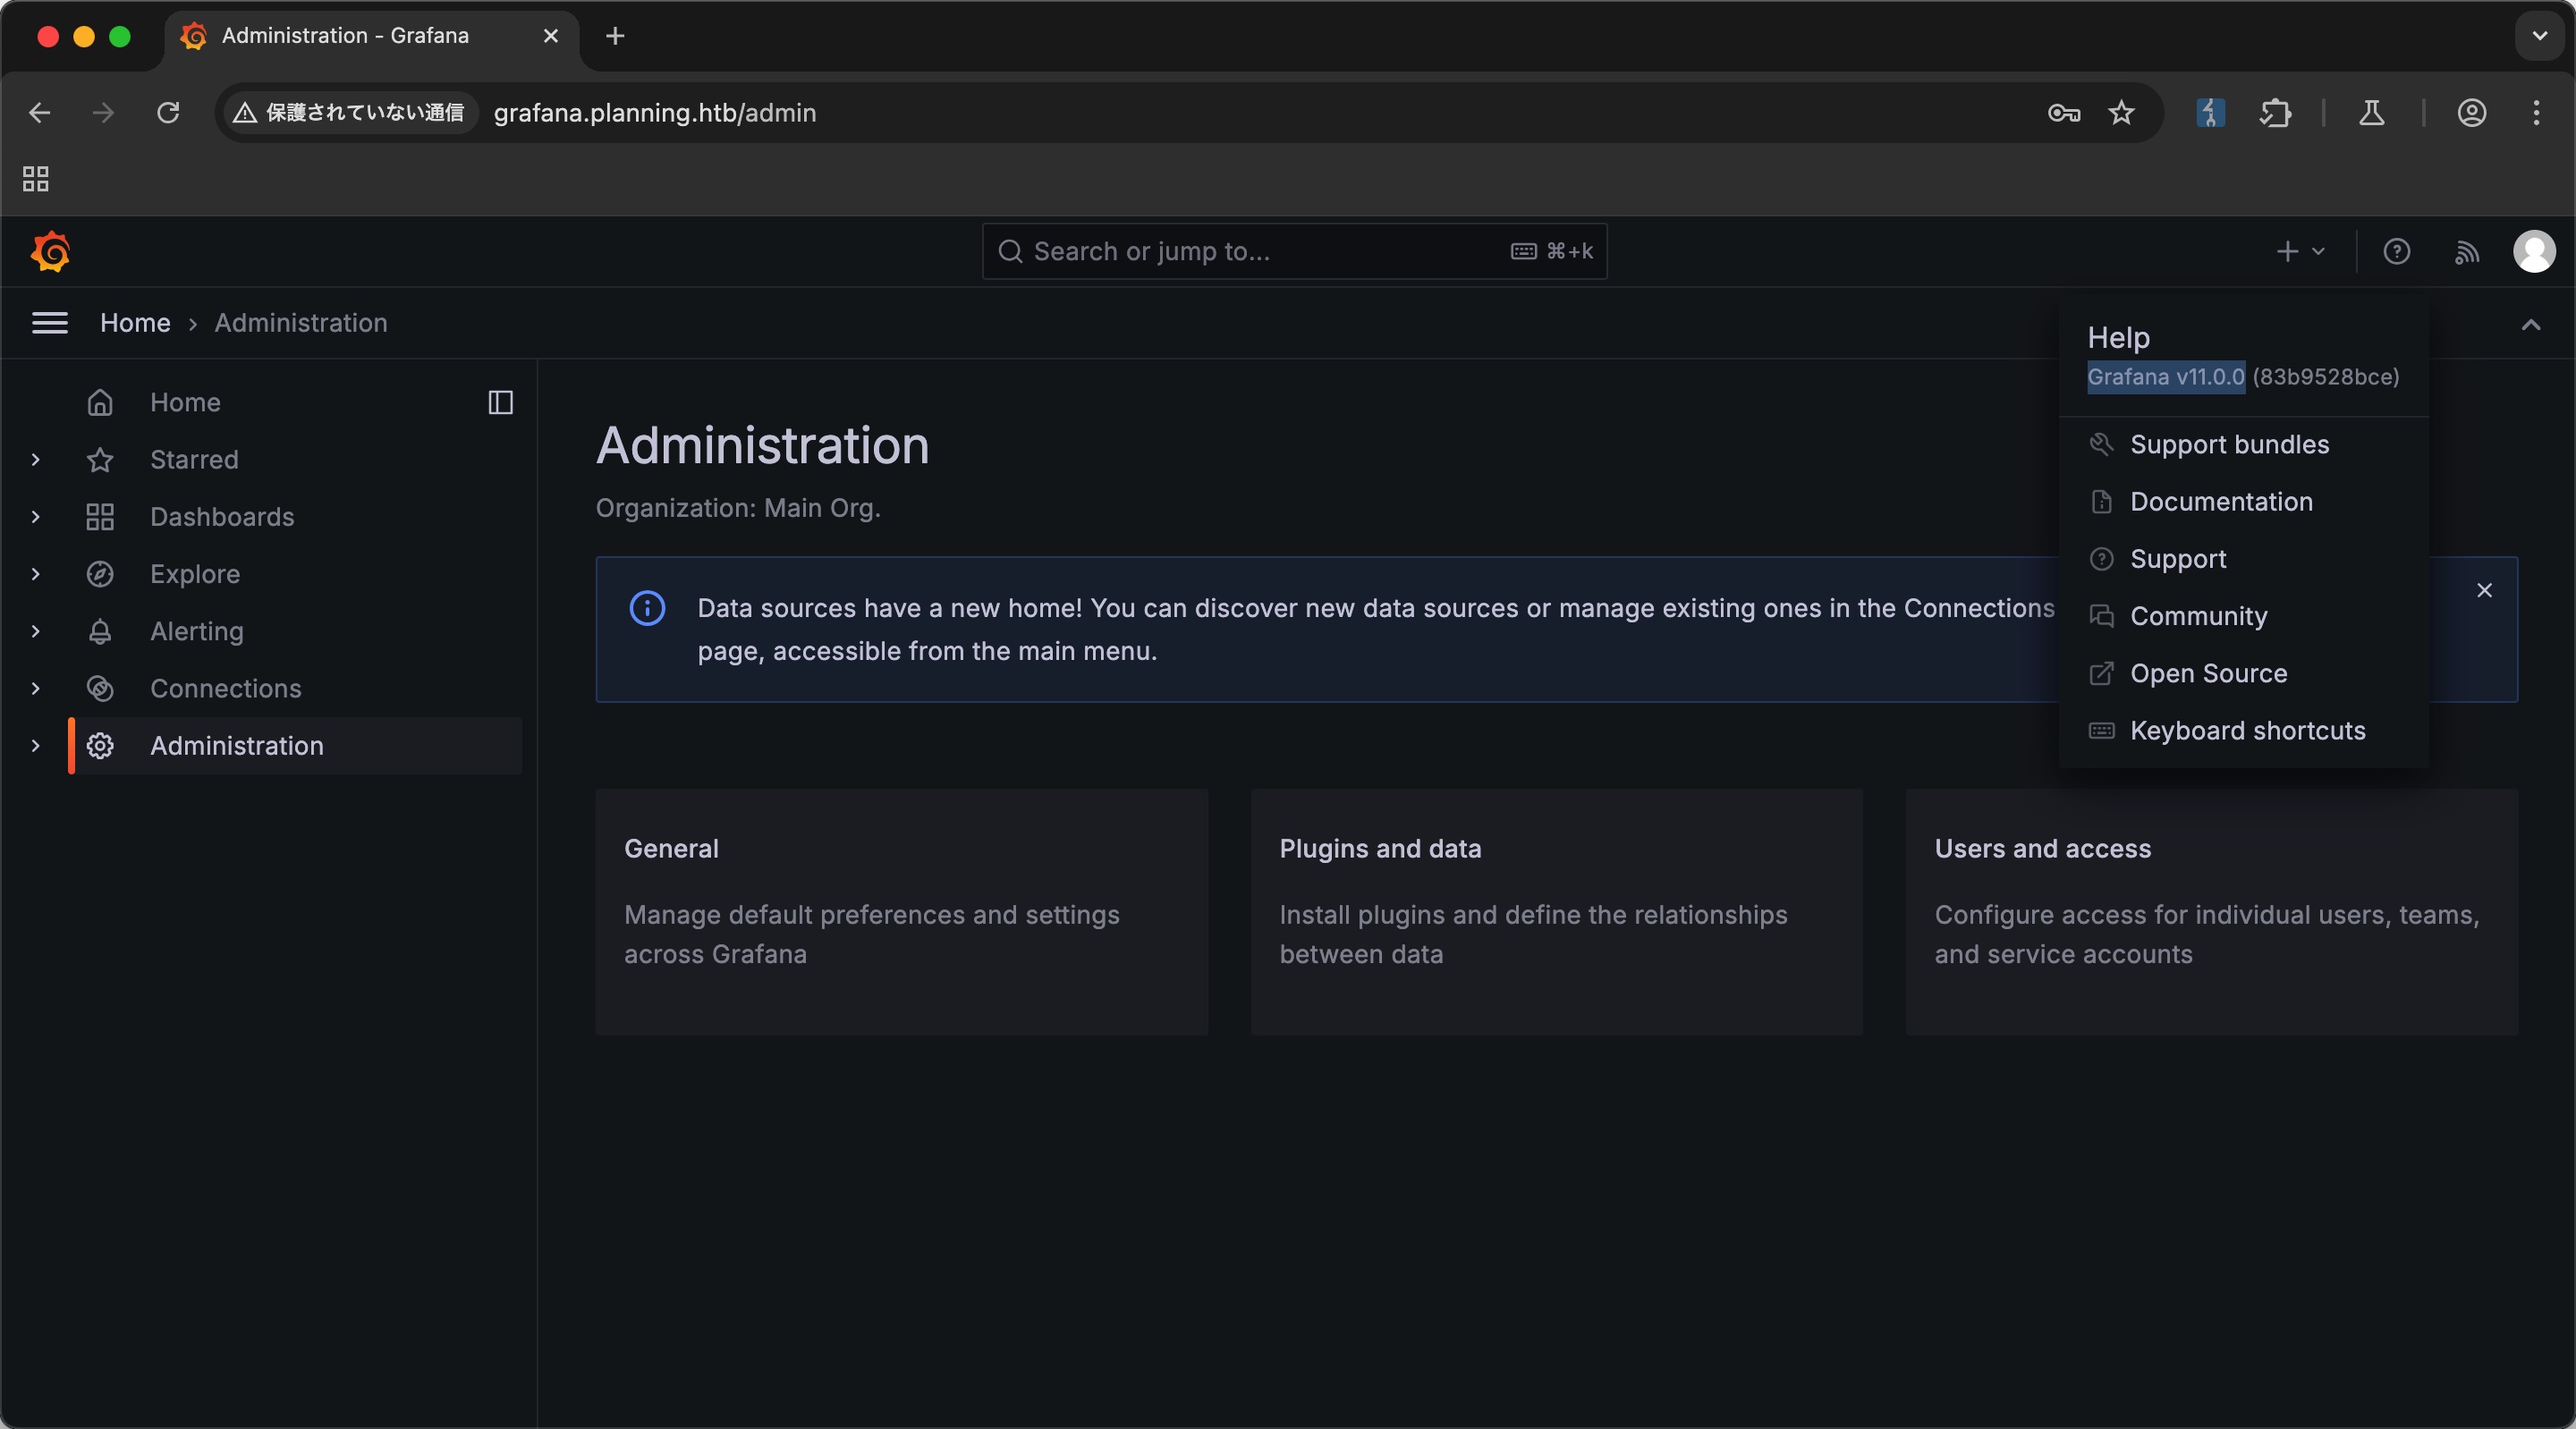 Administration - Grafana
保護されていない通信
grafana.planning.htb/admin
Search or jump to...
⌘+k
Home
Administration
Help
Grafana v11.0.0 (83b9528bce)
Support bundles
Documentation
Support
Community
Open Source
Keyboard shortcuts
Home
Starred
Dashboards
Explore
Alerting
Connections
Administration
Administration
Organization: Main Org.
Data sources have a new home! You can discover new data sources or manage existing ones in the Connections
page, accessible from the main menu.
General
Manage default preferences and settings
across Grafana
Plugins and data
Install plugins and define the relationships
between data
Users and access
Configure access for individual users, teams,
and service accounts